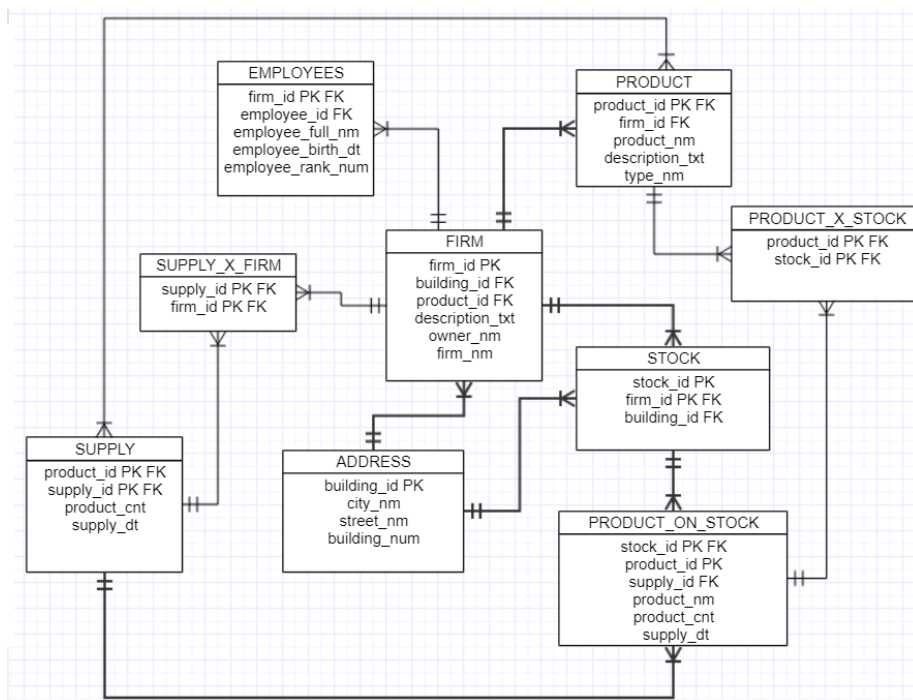 EMPLOYEES
firm_id PK FK
employee_id FK
employee_full_nm
employee_birth_dt
employee_rank_num
PRODUCT
product_id PK FK
firm_id FK
product_nm
description_txt
type_nm
PRODUCT_X_STOCK
product_id PK FK
stock_id PK FK
SUPPLY_X_FIRM
supply_id PK FK
firm_id PK FK
FIRM
firm_id PK
building_id FK
product_id FK
description_txt
owner_nm
firm_nm
STOCK
stock_id PK
firm_id PK FK
building_id FK
SUPPLY
product_id PK FK
supply_id PK FK
product_cnt
supply_dt
ADDRESS
building_id PK
city_nm
street_nm
building_num
PRODUCT_ON_STOCK
stock_id PK FK
product_id PK
supply_id FK
product_nm
product_cnt
supply_dt